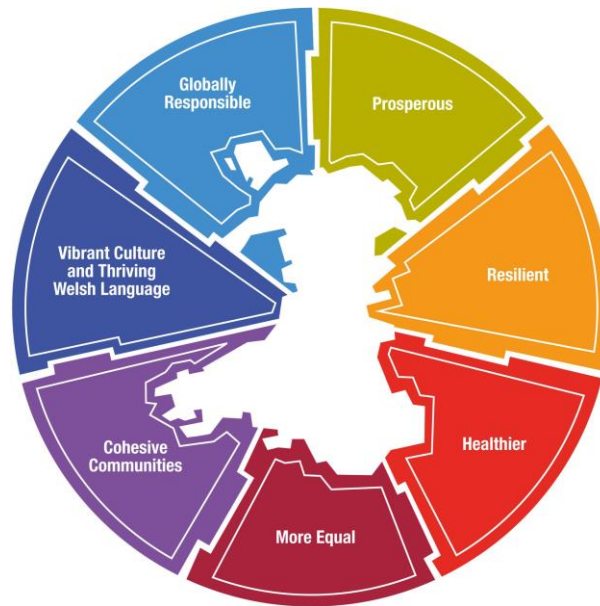 Globally
Responsible
Prosperous
Resilient
Healthier
More Equal
Cohesive
Communities
Vibrant Culture
and Thriving
Welsh Language